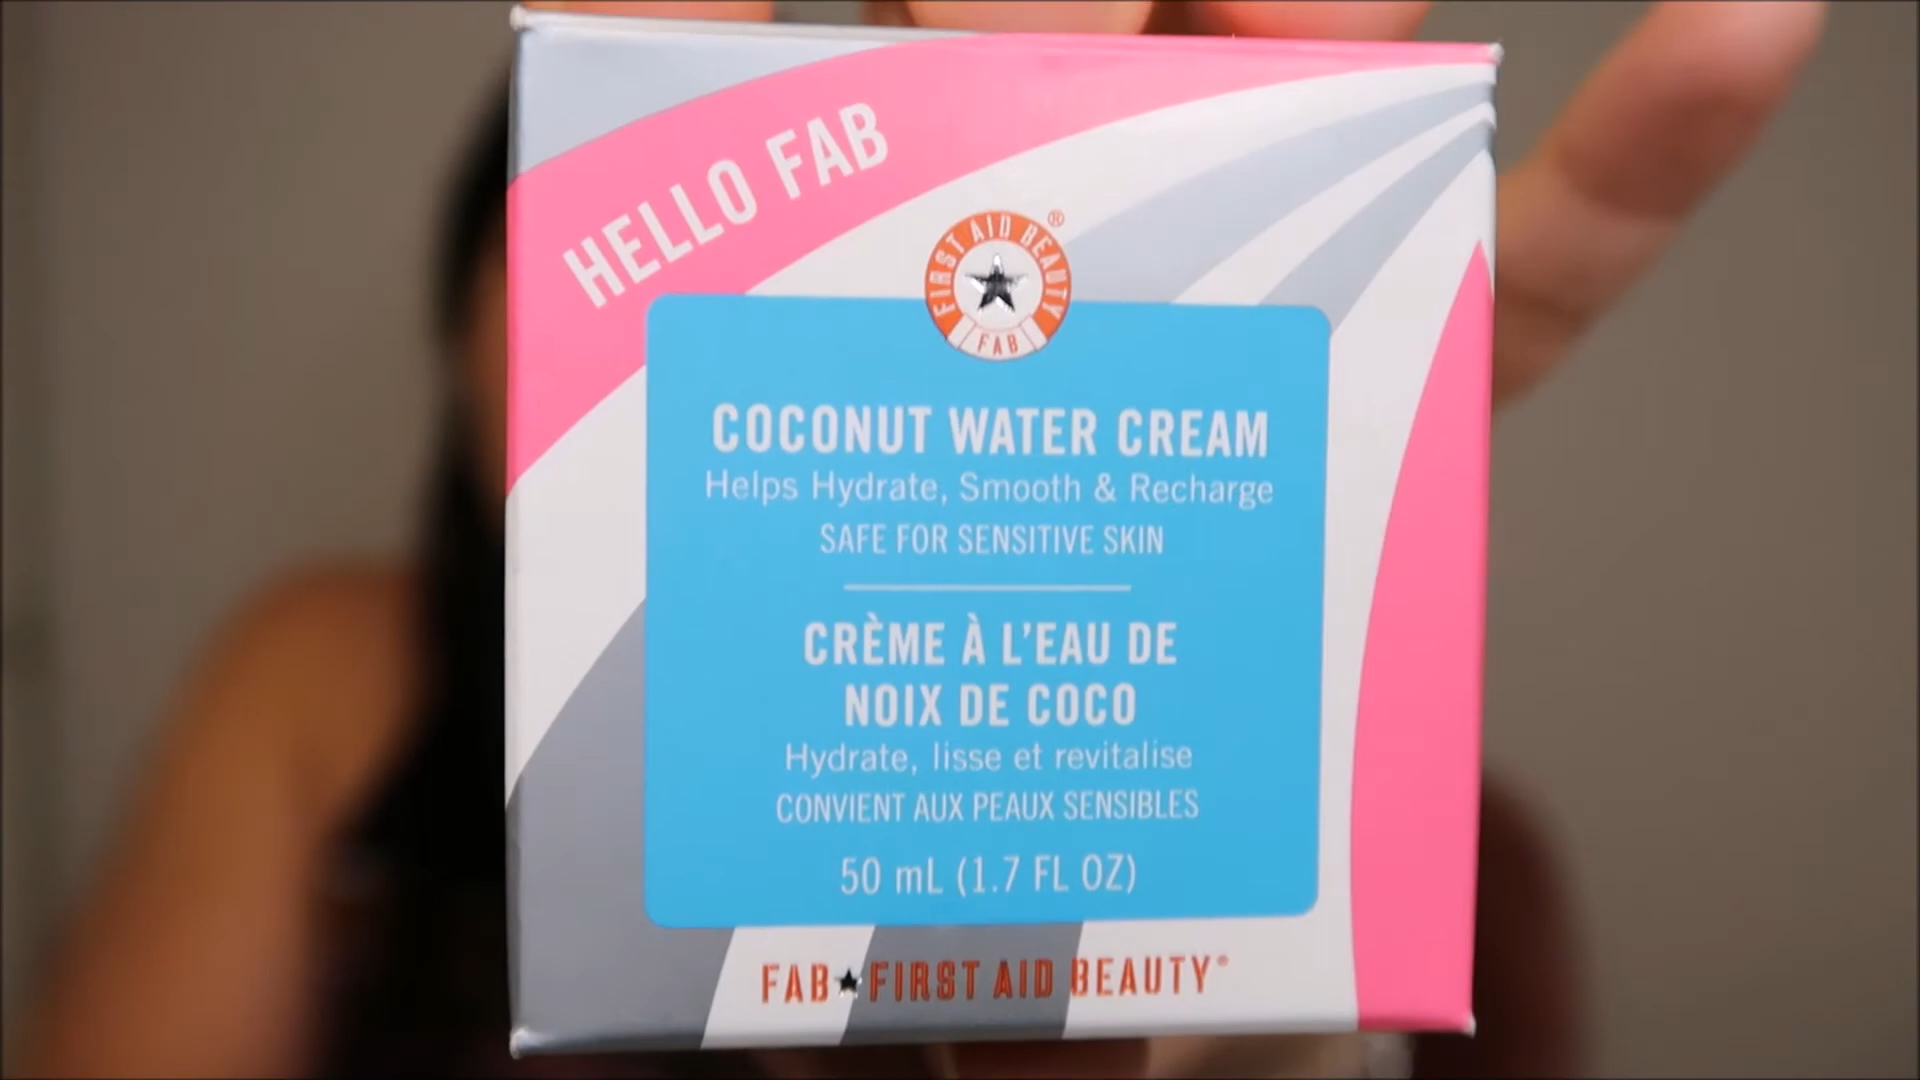 HELLO FAB
FIRST AID BEAUTY®
FAB
COCONUT WATER CREAM
Helps Hydrate, Smooth & Recharge
SAFE FOR SENSITIVE SKIN
CRÈME À L'EAU DE
NOIX DE COCO
Hydrate, lisse et revitalise
CONVIENT AUX PEAUX SENSIBLES
50 mL (1.7 FL OZ)
FAB★FIRST AID BEAUTY®